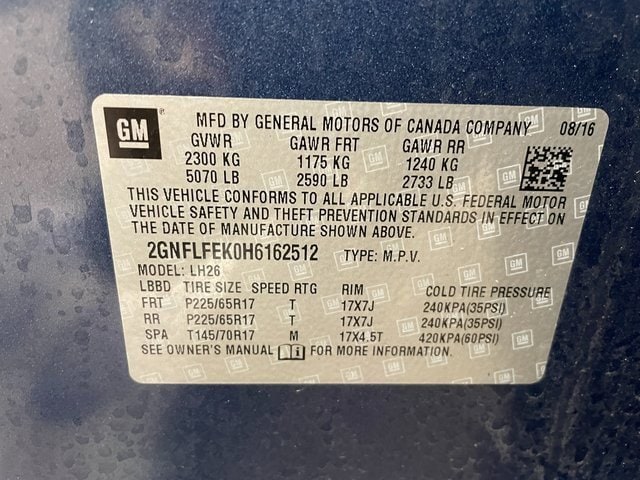 GM MFD BY GENERAL MOTORS OF CANADA COMPANY 08/16
GVWR GAWR FRT GAWR RR
2300 KG 1175 KG 1240 KG
5070 LB 2590 LB 2733 LB
THIS VEHICLE CONFORMS TO ALL APPLICABLE U.S. FEDERAL MOTOR
VEHICLE SAFETY AND THEFT PREVENTION STANDARDS IN EFFECT ON
THE DATE OF MANUFACTURE SHOWN ABOVE.
2GNFLFEK0H6162512 TYPE: M.P.V.
MODEL: LH26
LBBD TIRE SIZE SPEED RTG RIM COLD TIRE PRESSURE
FRT P225/65R17 T 17X7J 240KPA(35PSI)
RR P225/65R17 T 17X7J 240KPA(35PSI)
SPA T145/70R17 M 17X4.5T 420KPA(60PSI)
SEE OWNER'S MANUAL i FOR MORE INFORMATION.